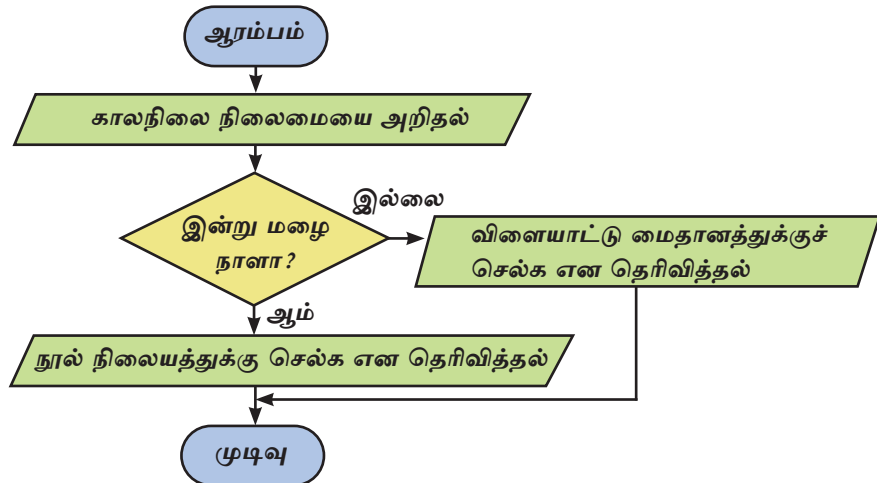 ஆரம்பம்
காலநிலை நிலைமையை அறிதல்
இன்று மழை
நாளா?
இல்லை
விளையாட்டு மைதானத்துக்குச்
செல்க என தெரிவித்தல்
ஆம்
நூல் நிலையத்துக்கு செல்க என தெரிவித்தல்
முடிவு